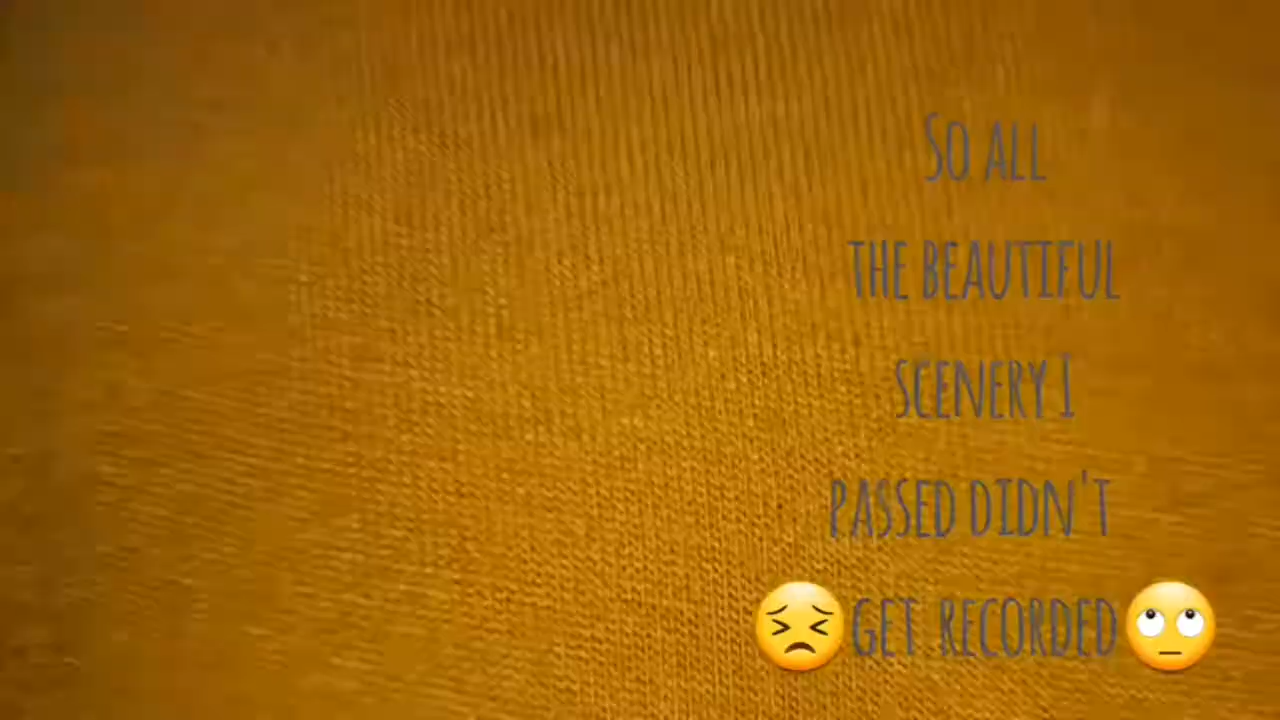 So all
the beautiful
scenery I
passed didn't
😣get recorded🙄